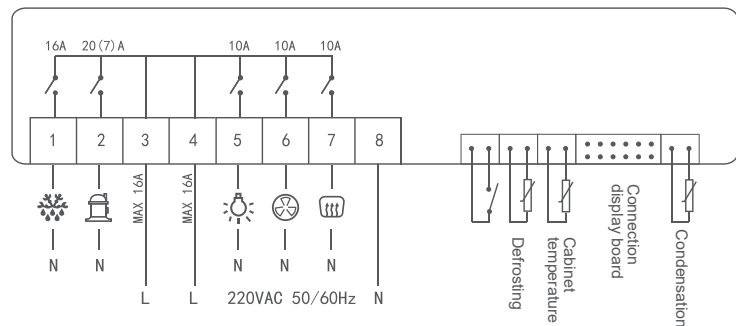 16A 20(7)A 10A 10A 10A
1 2 3 4 5 6 7 8
MAX 16A
MAX 16A
N N N N N
L L 220VAC 50/60Hz N
Defrosting
Cabinet
temperature
Connection
display board
Condensation